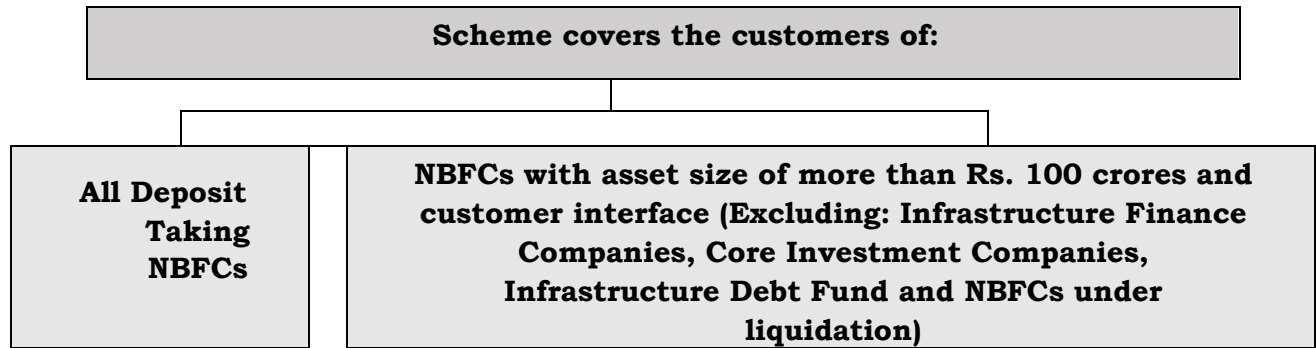 Scheme covers the customers of:
All Deposit
Taking
NBFCs
NBFCs with asset size of more than Rs. 100 crores and
customer interface (Excluding: Infrastructure Finance
Companies, Core Investment Companies,
Infrastructure Debt Fund and NBFCs under
liquidation)